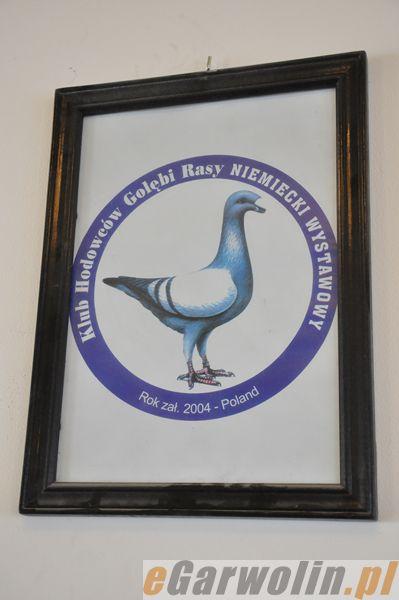 Klub Hodowców Gołębi Rasy NIEMIECKI WYSTAWOWY
Rok zał. 2004 - Poland
eGarwolin.pl